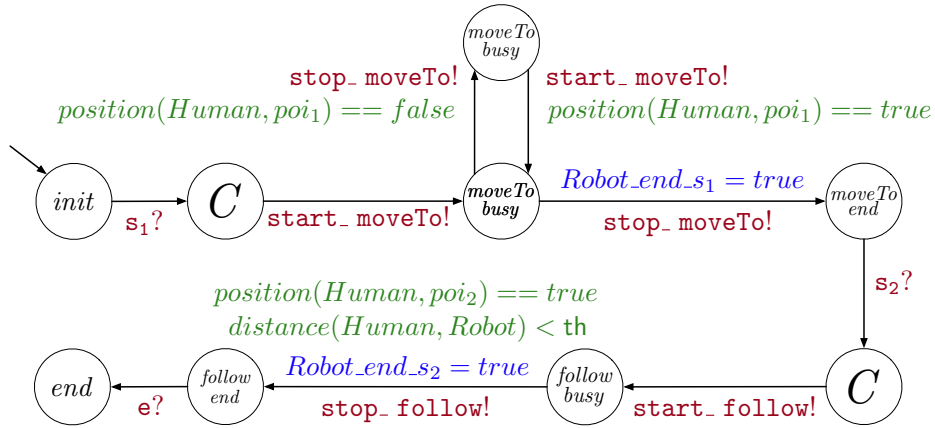 moveTo
busy
stop_ moveTo!
start_ moveTo!
position(Human, poi₁) == false
position(Human, poi₁) == true
init
s₁?
C
start_ moveTo!
moveTo
busy
Robot_end_s₁ = true
stop_ moveTo!
moveTo
end
s₂?
position(Human, poi₂) == true
distance(Human, Robot) < th
end
e?
follow
end
Robot_end_s₂ = true
stop_ follow!
follow
busy
start_ follow!
C